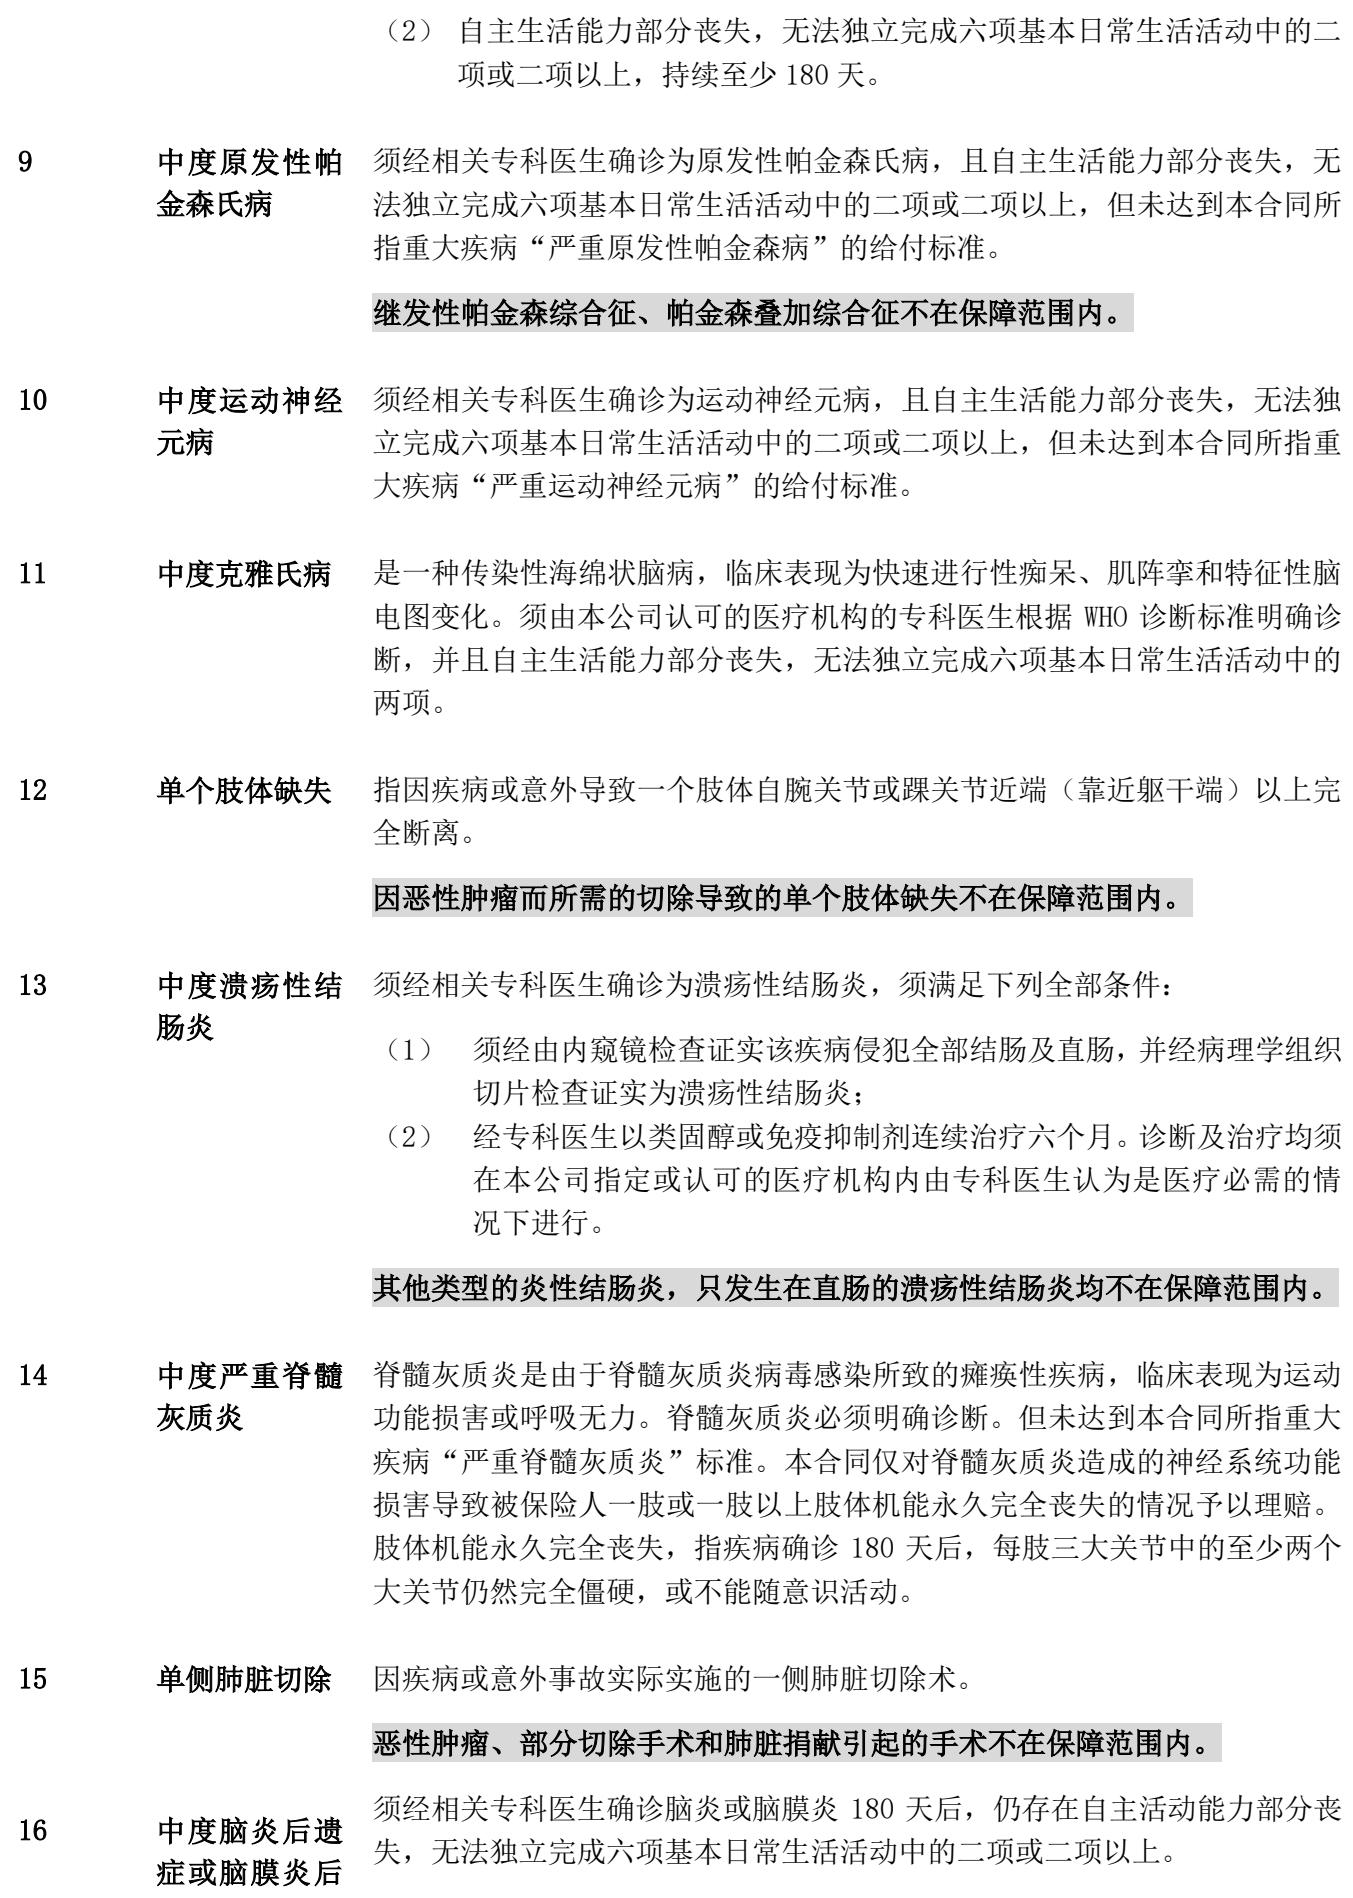 （2） 自主生活能力部分丧失，无法独立完成六项基本日常生活活动中的二
项或二项以上，持续至少 180 天。
9 中度原发性帕 须经相关专科医生确诊为原发性帕金森氏病，且自主生活能力部分丧失，无
金森氏病 法独立完成六项基本日常生活活动中的二项或二项以上，但未达到本合同所
指重大疾病“严重原发性帕金森病”的给付标准。
继发性帕金森综合征、帕金森叠加综合征不在保障范围内。
10 中度运动神经 须经相关专科医生确诊为运动神经元病，且自主生活能力部分丧失，无法独
元病 立完成六项基本日常生活活动中的二项或二项以上，但未达到本合同所指重
大疾病“严重运动神经元病”的给付标准。
11 中度克雅氏病 是一种传染性海绵状脑病，临床表现为快速进行性痴呆、肌阵挛和特征性脑
电图变化。须由本公司认可的医疗机构的专科医生根据 WHO 诊断标准明确诊
断，并且自主生活能力部分丧失，无法独立完成六项基本日常生活活动中的
两项。
12 单个肢体缺失 指因疾病或意外导致一个肢体自腕关节或踝关节近端（靠近躯干端）以上完
全断离。
因恶性肿瘤而所需的切除导致的单个肢体缺失不在保障范围内。
13 中度溃疡性结 须经相关专科医生确诊为溃疡性结肠炎，须满足下列全部条件：
肠炎
（1） 须经由内窥镜检查证实该疾病侵犯全部结肠及直肠，并经病理学组织
切片检查证实为溃疡性结肠炎；
（2） 经专科医生以类固醇或免疫抑制剂连续治疗六个月。诊断及治疗均须
在本公司指定或认可的医疗机构内由专科医生认为是医疗必需的情
况下进行。
其他类型的炎性结肠炎，只发生在直肠的溃疡性结肠炎均不在保障范围内。
14 中度严重脊髓 脊髓灰质炎是由于脊髓灰质炎病毒感染所致的瘫痪性疾病，临床表现为运动
灰质炎 功能损害或呼吸无力。脊髓灰质炎必须明确诊断。但未达到本合同所指重大
疾病“严重脊髓灰质炎”标准。本合同仅对脊髓灰质炎造成的神经系统功能
损害导致被保险人一肢或一肢以上肢体机能永久完全丧失的情况予以理赔。
肢体机能永久完全丧失，指疾病确诊 180 天后，每肢三大关节中的至少两个
大关节仍然完全僵硬，或不能随意识活动。
15 单侧肺脏切除 因疾病或意外事故实际实施的一侧肺脏切除术。
恶性肿瘤、部分切除手术和肺脏捐献引起的手术不在保障范围内。
16 中度脑炎后遗 须经相关专科医生确诊脑炎或脑膜炎 180 天后，仍存在自主活动能力部分丧
症或脑膜炎后 失，无法独立完成六项基本日常生活活动中的二项或二项以上。